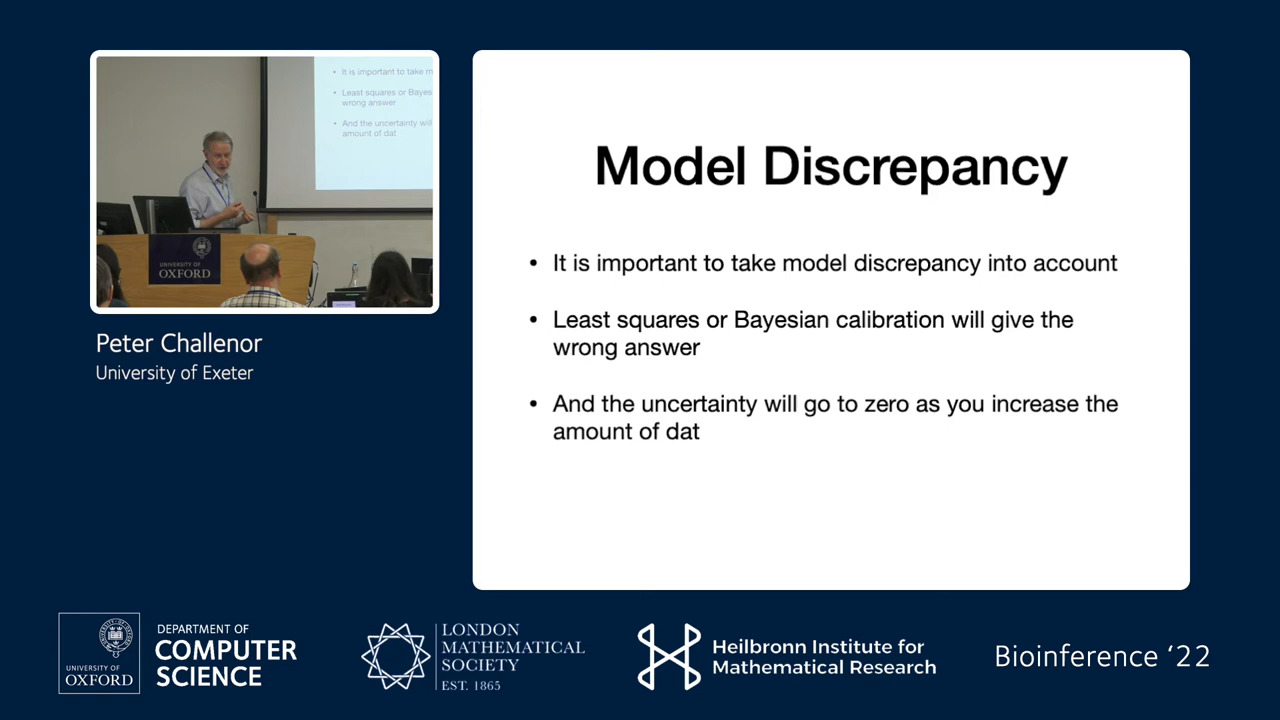 It is important to take m
Least squares or Bayes
wrong answer
And the uncertainty will
amount of dat
UNIVERSITY OF
OXFORD
Peter Challenor
University of Exeter
Model Discrepancy
• It is important to take model discrepancy into account
• Least squares or Bayesian calibration will give the
wrong answer
• And the uncertainty will go to zero as you increase the
amount of dat
UNIVERSITY OF
OXFORD
DEPARTMENT OF
COMPUTER
SCIENCE
LONDON
MATHEMATICAL
SOCIETY
EST. 1865
Heilbronn Institute for
Mathematical Research
Bioinference ‘22